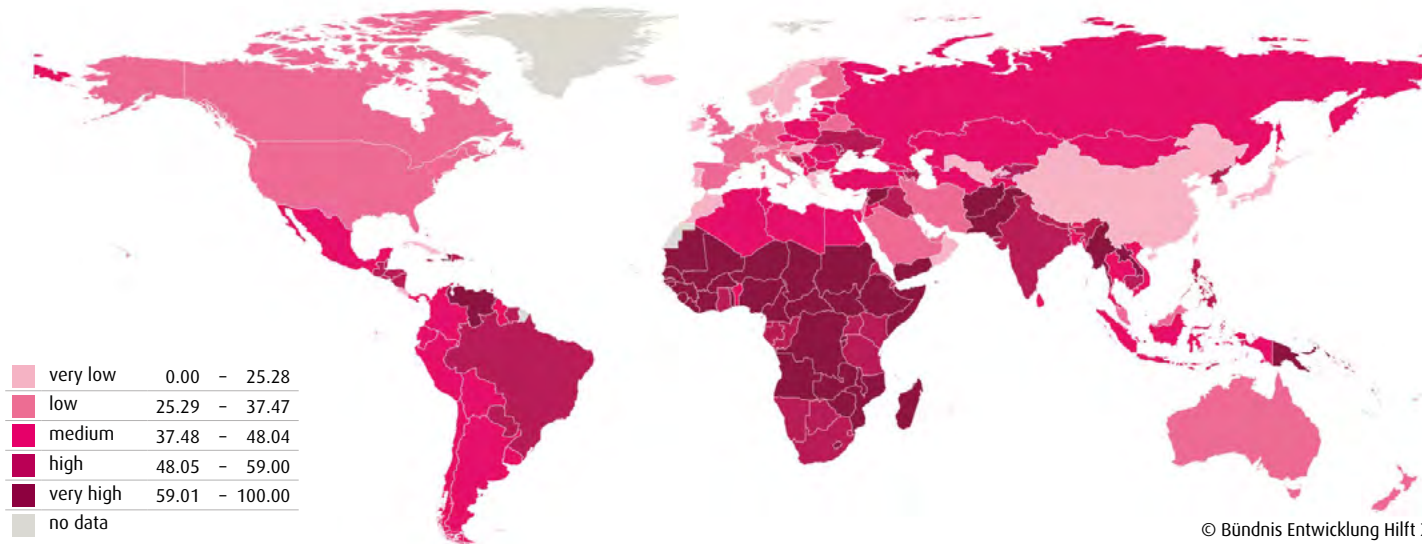 very low 0.00 – 25.28
low 25.29 – 37.47
medium 37.48 – 48.04
high 48.05 – 59.00
very high 59.01 – 100.00
no data
© Bündnis Entwicklung Hilft